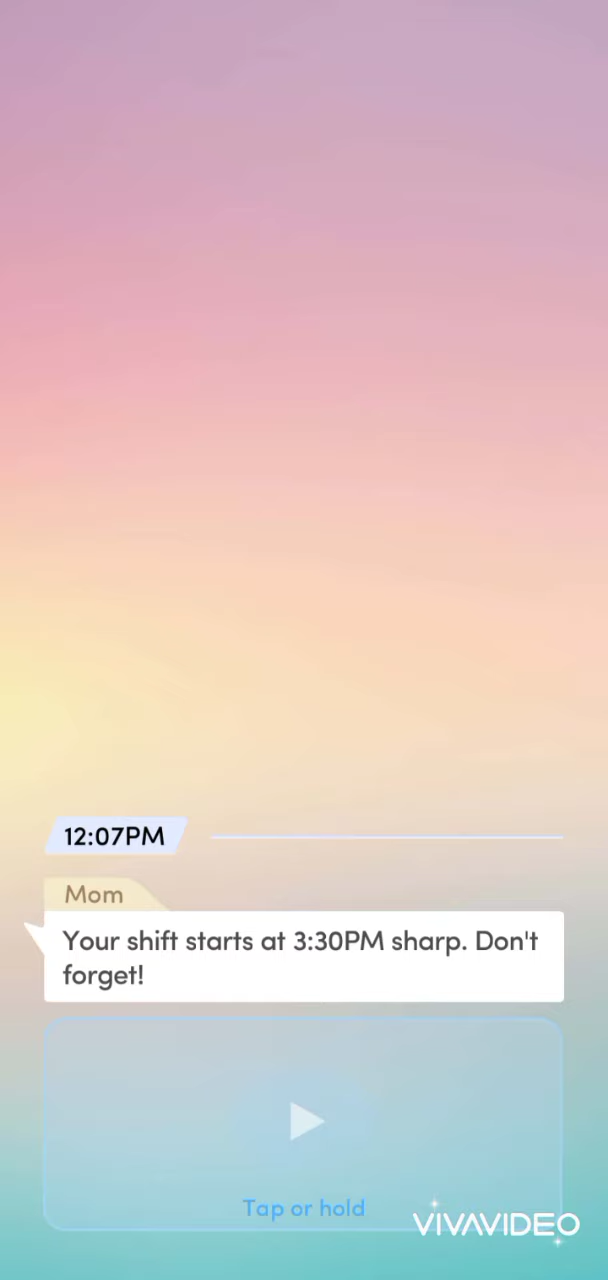 12:07PM
Mom
Your shift starts at 3:30PM sharp. Don't
forget!
Tap or hold
VIVAVIDEO